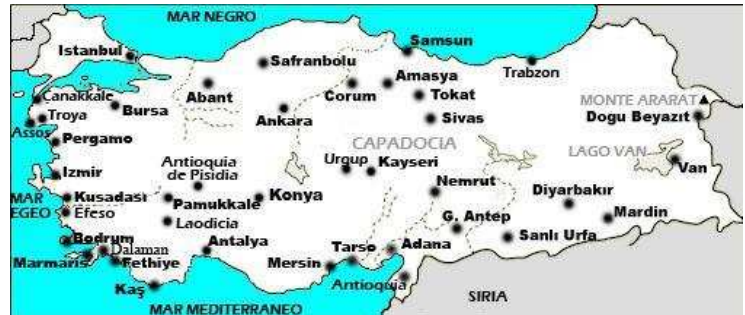 MAR NEGRO
Istanbul
Safranbolu
Samsun
Trabzon
Canakkale
Troya
Assos
Bursa
Abant
Corum
Amasya
Tokat
Ankara
Sivas
MONTE ARARAT
Dogu Beyazıt
Pergamo
CAPADOCIA
LAGO VAN
Van
Izmir
Antioquia
de Pisidia
Urgup
Kayseri
Nemrut
Diyarbakır
MAR
EGEO
Kusadası
Efeso
Pamukkale
Laodicia
Konya
Mardin
G. Antep
Sanlı Urfa
Bodrum
Dalaman
Marmaris
Fethiye
Antalya
Kaş
Mersin
Tarso
Adana
Antioquia
SIRIA
MAR MEDITERRANEO